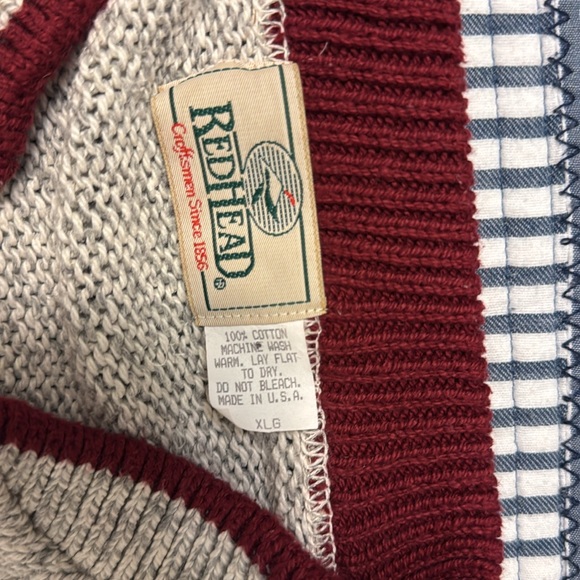 REDHEAD®
Craftsmen Since 1856
100% COTTON
MACHINE WASH
WARM. LAY FLAT
TO DRY.
DO NOT BLEACH.
MADE IN U.S.A.
XLG